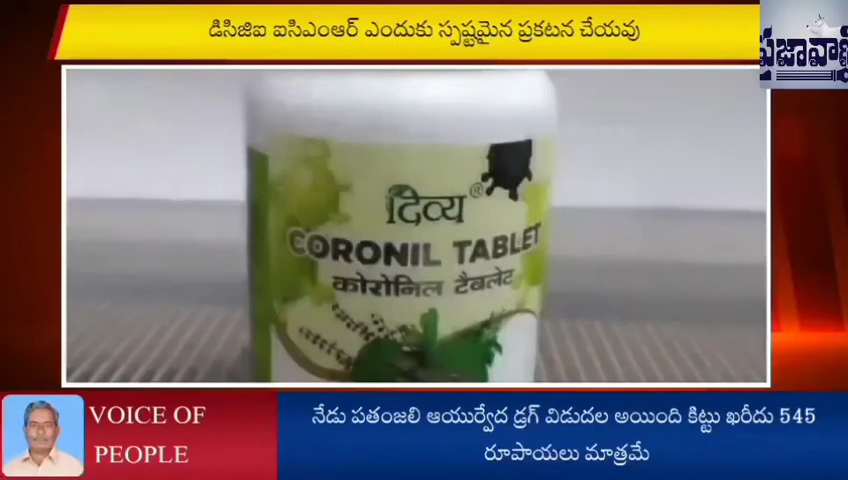 డిసిజిఐ ఐసిఎంఆర్ ఎందుకు స్పష్టమైన ప్రకటన చేయవు
ప్రజావాణి
दिव्य®
CORONIL TABLET
कोरोनिल टैबलेट
VOICE OF
PEOPLE
నేడు పతంజలి ఆయుర్వేద డ్రగ్ విడుదల అయింది కిట్టు ఖరీదు 545
రూపాయలు మాత్రమే